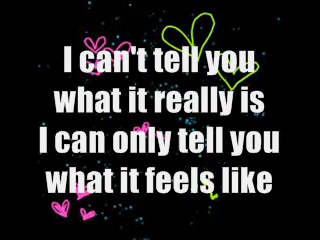 I can't tell you
what it really is
I can only tell you
what it feels like